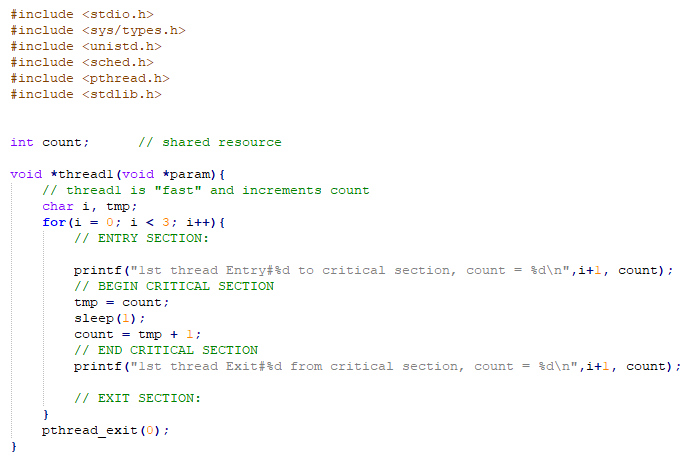 #include <stdio.h>
#include <sys/types.h>
#include <unistd.h>
#include <sched.h>
#include <pthread.h>
#include <stdlib.h>
int count;      // shared resource
void *thread1(void *param){
    // thread1 is "fast" and increments count
    char i, tmp;
    for(i = 0; i < 3; i++){
        // ENTRY SECTION:
        printf("1st thread Entry#%d to critical section, count = %d\n",i+1, count);
        // BEGIN CRITICAL SECTION
        tmp = count;
        sleep(1);
        count = tmp + 1;
        // END CRITICAL SECTION
        printf("1st thread Exit#%d from critical section, count = %d\n",i+1, count);
        // EXIT SECTION:
    }
    pthread_exit(0);
}